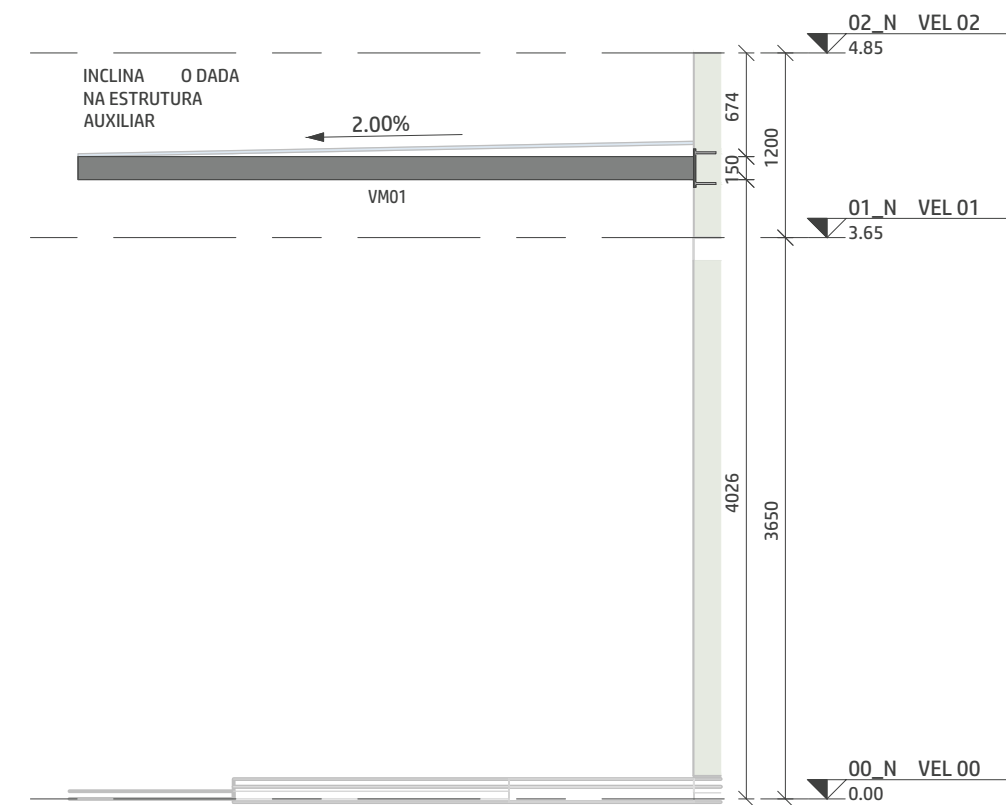 02_N VEL 02
4.85
INCLINA O DADA
NA ESTRUTURA
AUXILIAR
2.00%
674
1200
150
VM01
01_N VEL 01
3.65
4026
3650
00_N VEL 00
0.00